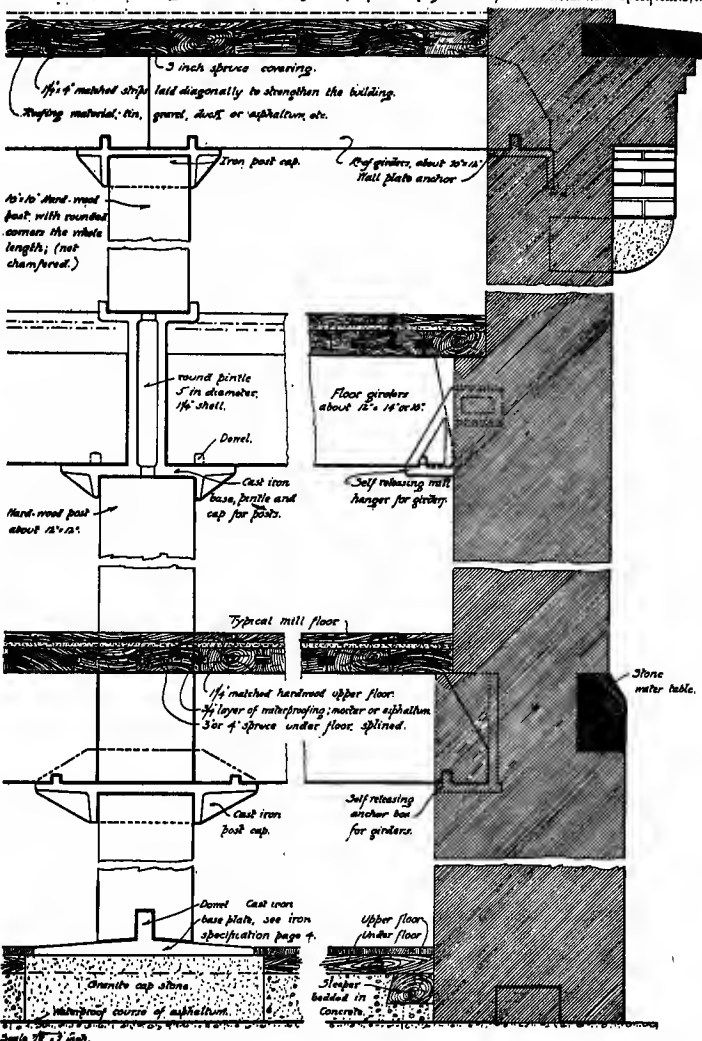 3 inch spruce covering.
1½"x 4" matched strips laid diagonally to strengthen the building.
Roofing material; tin, gravel, duck or asphaltum, etc.
Iron post cap.
Roof girders, about
Wall plate anchor
10"x10" Hard-wood
post, with rounded
corners the whole
length; (not
chamfered.)
round pintle
5 in diameter,
1¼" shell.
Floor girders
about 12"x 14" or 16".
Dowel.
Cast iron
base, pintle and
cap for posts.
Self releasing mill
hanger for girders.
Hard-wood post
about 12"x12".
Typical mill floor
1¼" matched hardwood upper floor.
¾" layer of waterproofing; mortar or asphaltum
3" or 4" spruce under floor, splined.
Stone
water table.
Cast iron
post cap.
Self releasing
anchor box
for girders.
Dowel Cast iron
base plate, see iron
specification page 4.
Upper floor
Under floor
Granite cap stone.
Sleeper
bedded in
Concrete.
Waterproof course of asphaltum.
Scale